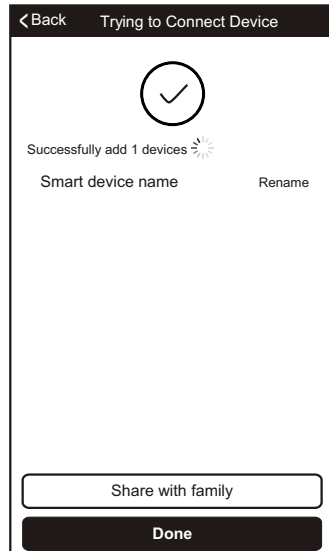 Back Trying to Connect Device
Successfully add 1 devices
Smart device name Rename
Share with family
Done